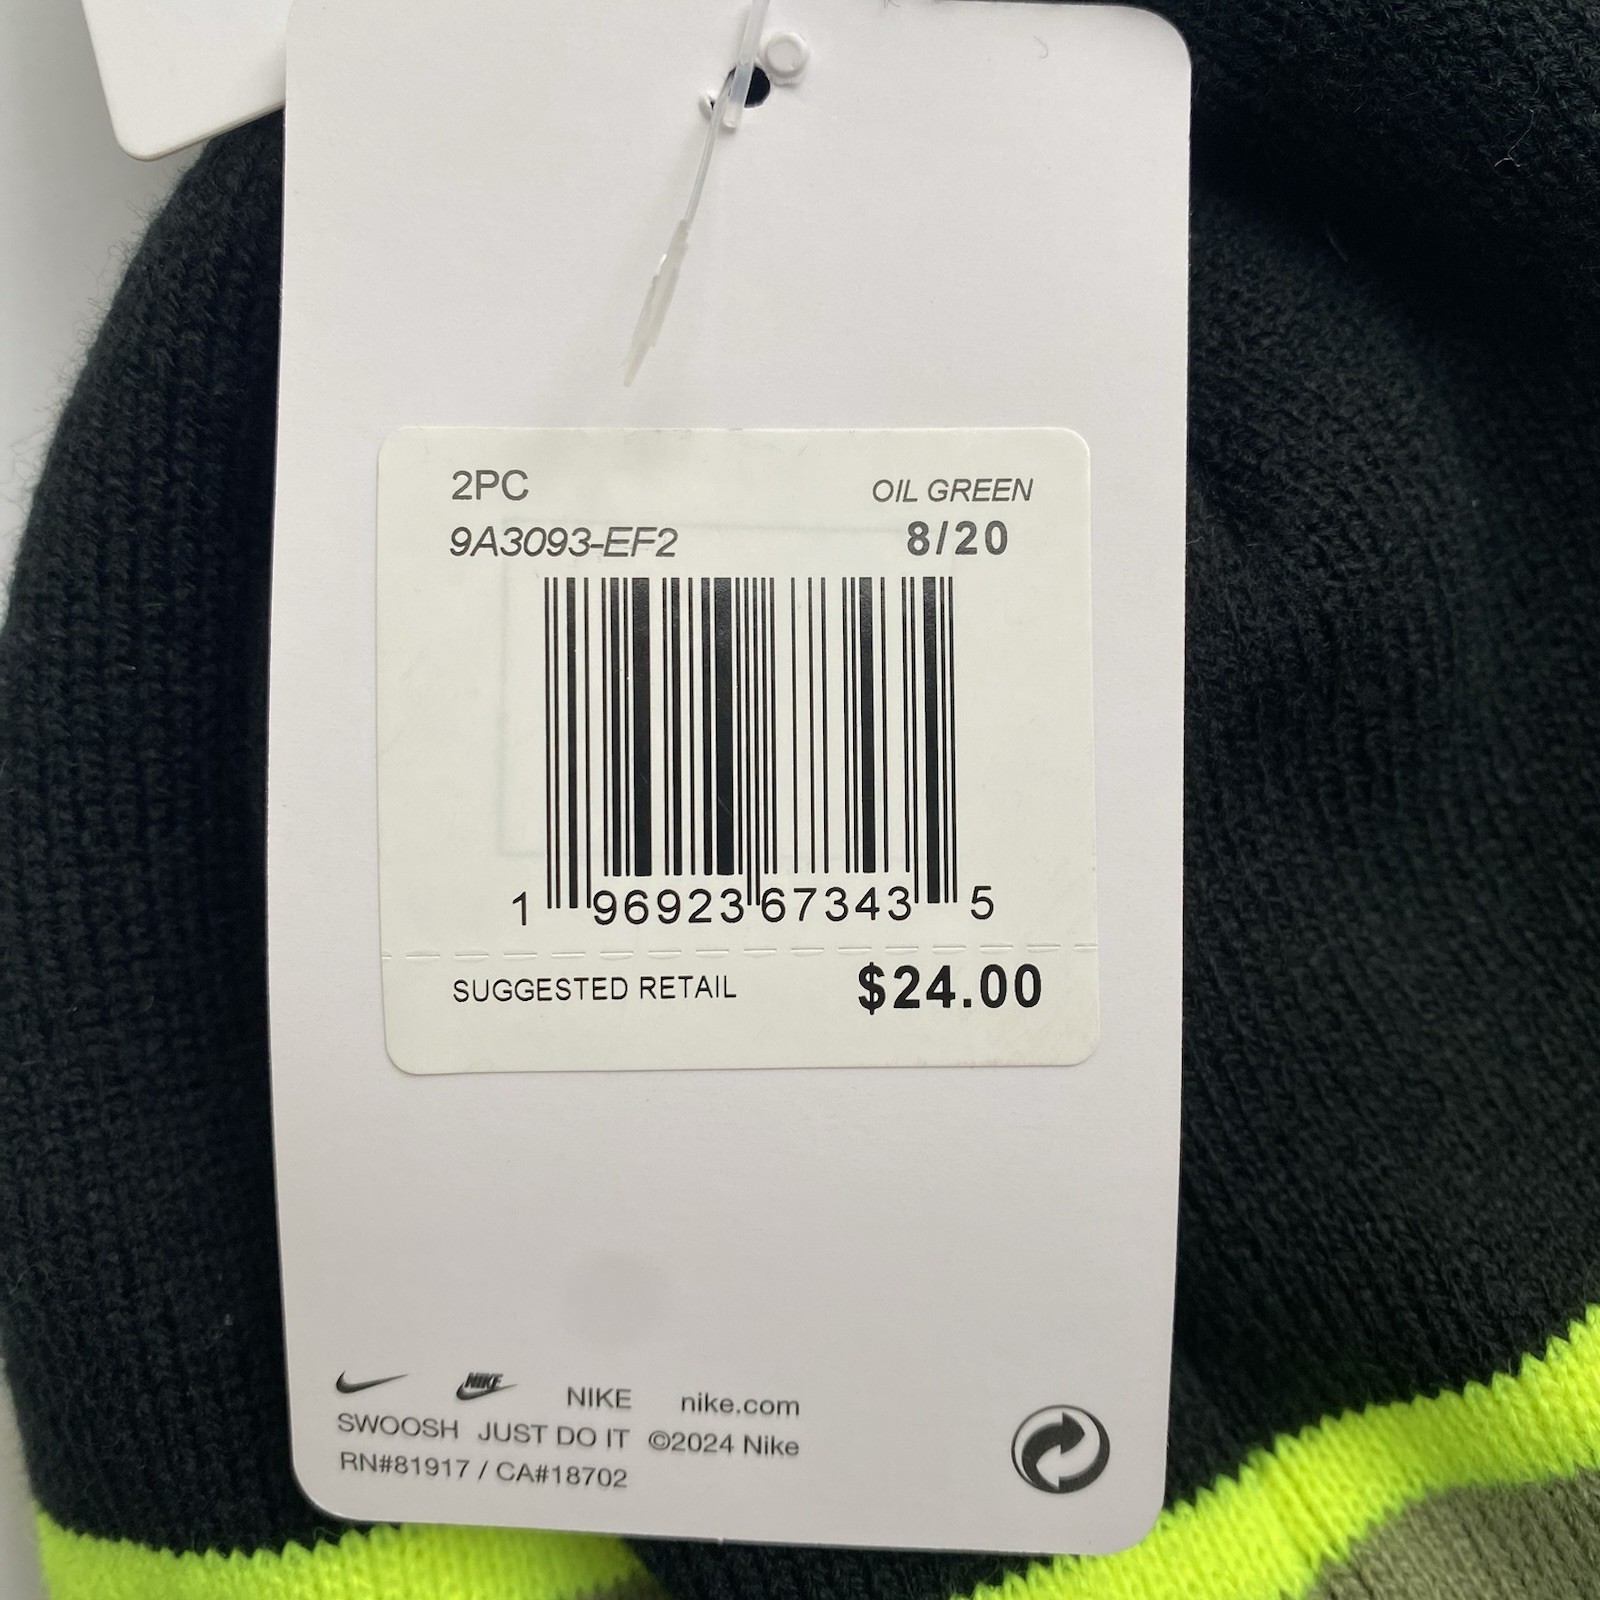 2PC OIL GREEN
9A3093-EF2 8/20
1 96923 67343 5
SUGGESTED RETAIL $24.00
NIKE NIKE nike.com
SWOOSH JUST DO IT ©2024 Nike
RN#81917 / CA#18702